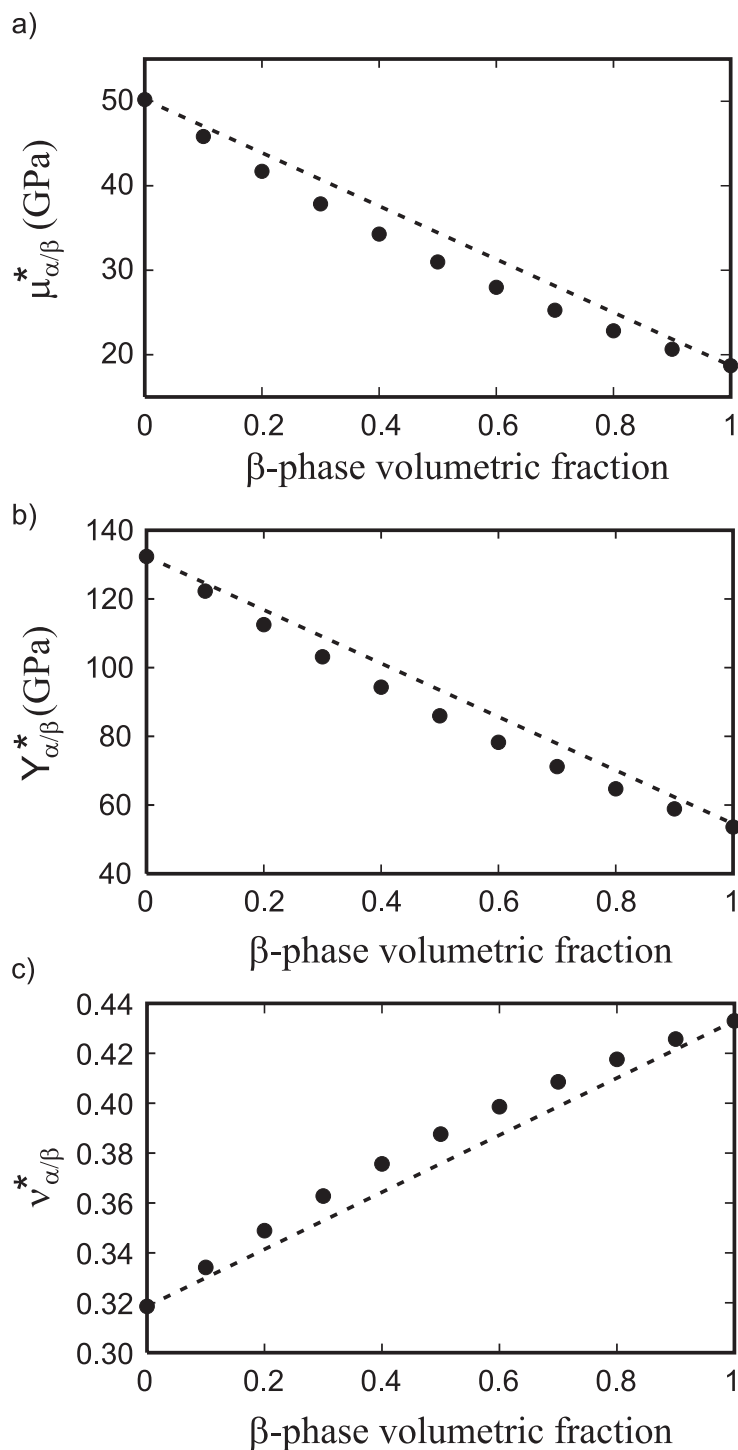 a)
50
40
30
20
μ*α/β (GPa)
0 0.2 0.4 0.6 0.8 1
β-phase volumetric fraction
b)
140
120
100
80
60
40
Y*α/β (GPa)
0 0.2 0.4 0.6 0.8 1
β-phase volumetric fraction
c)
0.44
0.42
0.40
0.38
0.36
0.34
0.32
0.30
ν*α/β
0 0.2 0.4 0.6 0.8 1
β-phase volumetric fraction